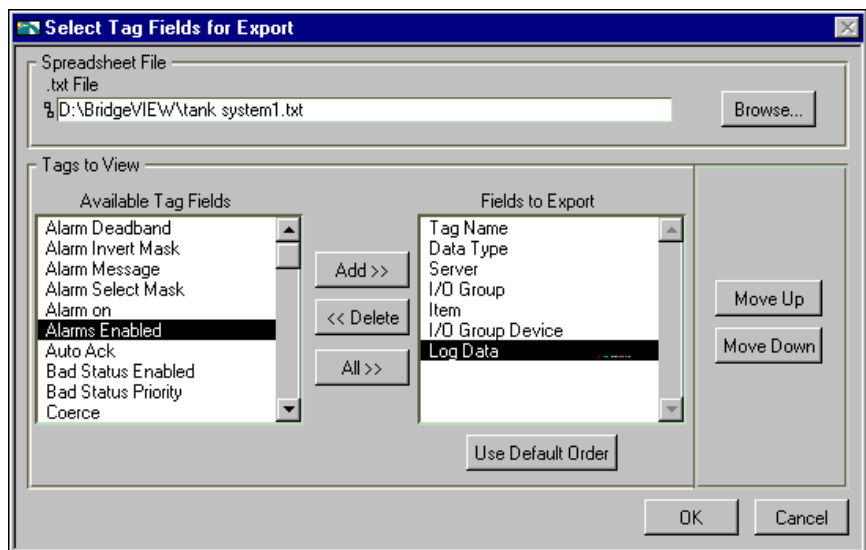 Select Tag Fields for Export
Spreadsheet File
.txt File
D:\BridgeVIEW\tank system1.txt
Browse...
Tags to View
Available Tag Fields
Alarm Deadband
Alarm Invert Mask
Alarm Message
Alarm Select Mask
Alarm on
Alarms Enabled
Auto Ack
Bad Status Enabled
Bad Status Priority
Coerce
Add >>
<< Delete
All >>
Fields to Export
Tag Name
Data Type
Server
I/O Group
Item
I/O Group Device
Log Data
Use Default Order
Move Up
Move Down
OK
Cancel